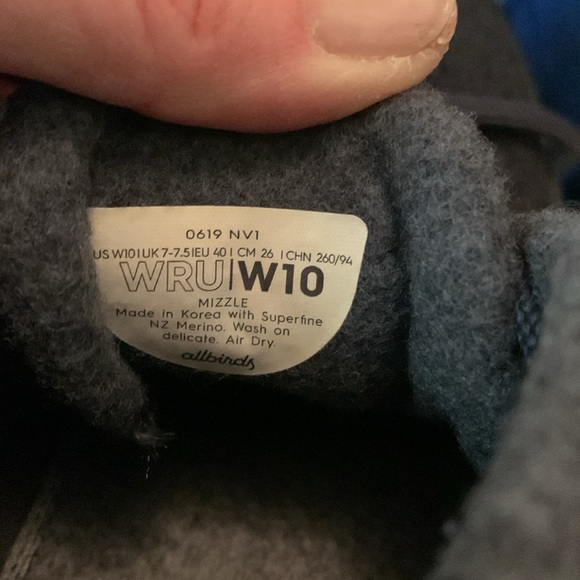 0619 NV1
US W10 | UK 7-7.5 | EU 40 | CM 26 | CHN 260/94
WRU|W10
MIZZLE
Made in Korea with Superfine
NZ Merino. Wash on
delicate. Air Dry.
allbirds